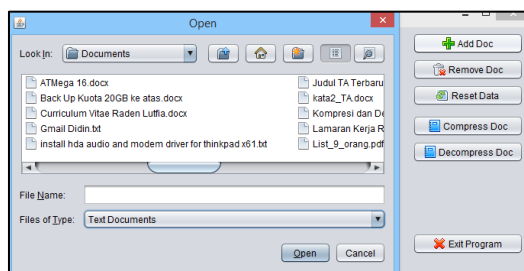 Open
Look In: Documents
ATMega 16.docx
Back Up Kuota 20GB ke atas.docx
Curriculum Vitae Raden Luffia.docx
Gmail Didin.txt
install hda audio and modem driver for thinkpad x61.txt
Judul TA Terbaru
kata2_TA.docx
Kompresi dan De
Lamaran Kerja R
List_9_orang.pdf
File Name:
Files of Type: Text Documents
Open
Cancel
Add Doc
Remove Doc
Reset Data
Compress Doc
Decompress Doc
Exit Program